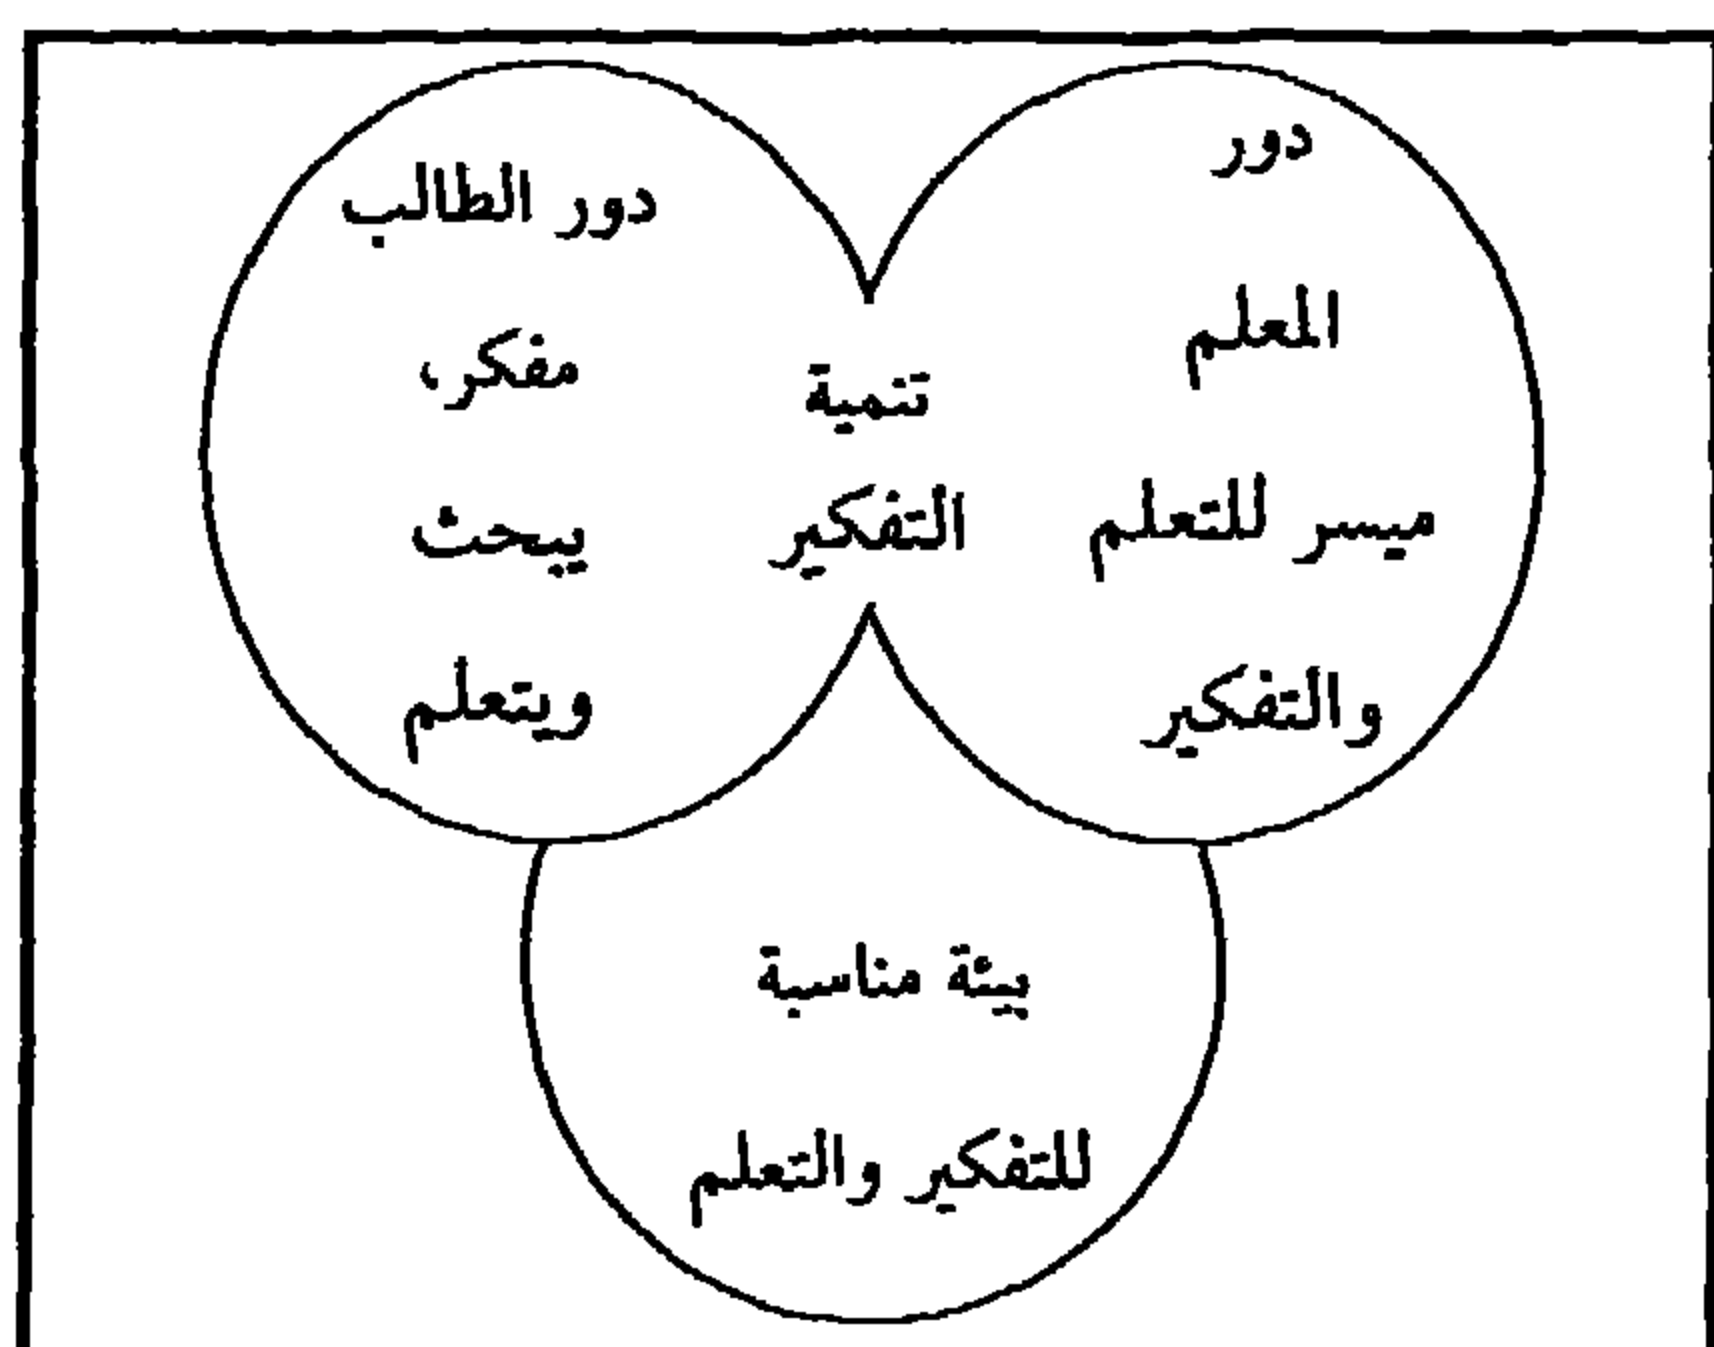 دور
المعلم
ميسر للتعلم
والتفكير
تنمية
التفكير
دور الطالب
مفكر،
يبحث
ويتعلم
بيئة مناسبة
للتفكير والتعلم